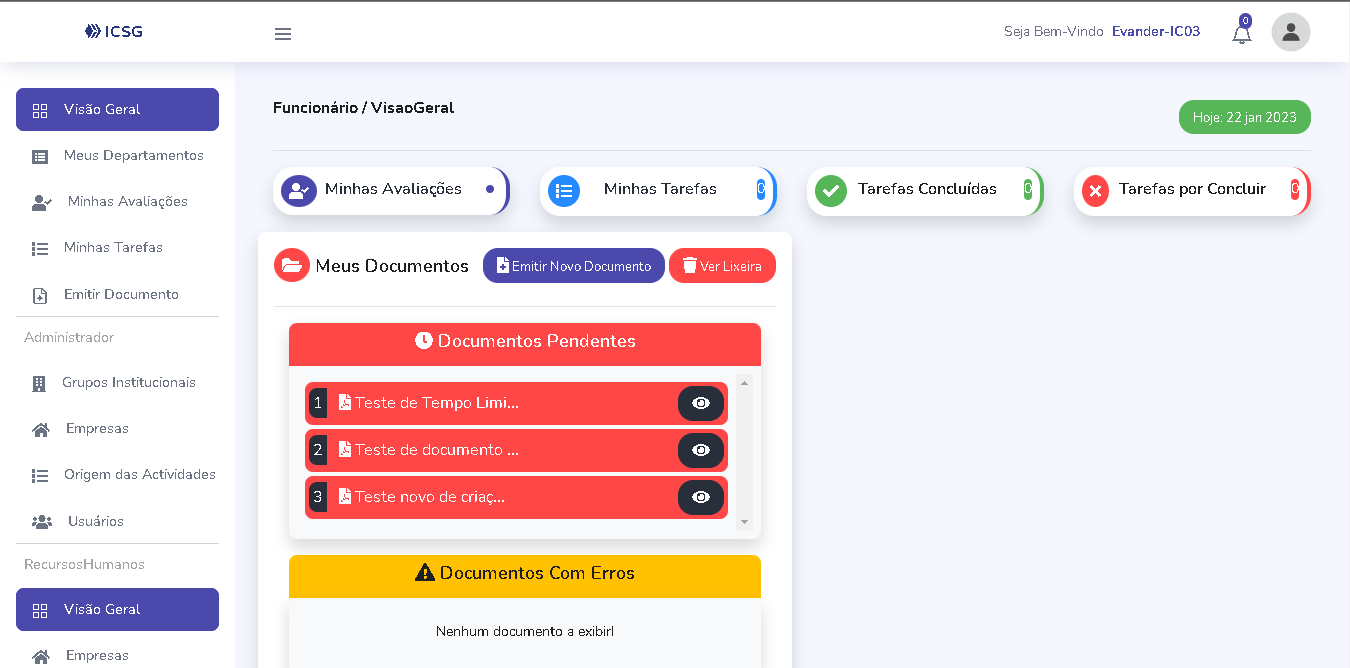 ICSG
Seja Bem-Vindo Evander-IC03
0
Visão Geral
Meus Departamentos
Minhas Avaliações
Minhas Tarefas
Emitir Documento
Administrador
Grupos Institucionais
Empresas
Origem das Actividades
Usuários
RecursosHumanos
Visão Geral
Empresas
Funcionário / VisaoGeral
Hoje: 22 jan 2023
Minhas Avaliações
Minhas Tarefas
Tarefas Concluídas
Tarefas por Concluir
Meus Documentos
Emitir Novo Documento
Ver Lixeira
Documentos Pendentes
1 Teste de Tempo Limi...
2 Teste de documento ...
3 Teste novo de criaç...
Documentos Com Erros
Nenhum documento a exibir!